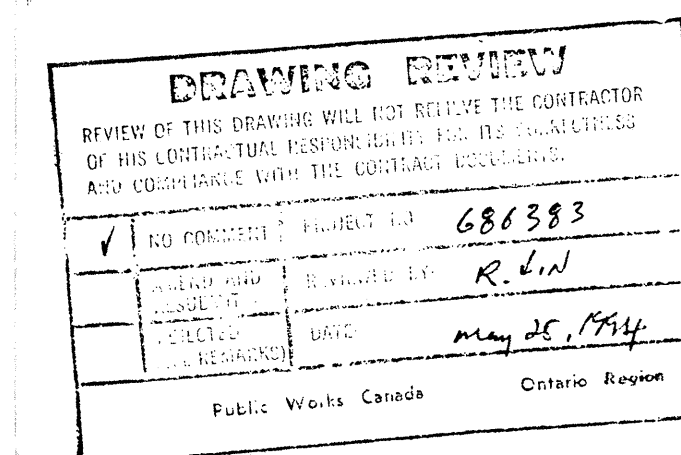 DRAWING REVIEW
REVIEW OF THIS DRAWING WILL NOT RELIEVE THE CONTRACTOR
OF HIS CONTRACTUAL RESPONSIBILITY FOR ITS CORRECTNESS
AND COMPLIANCE WITH THE CONTRACT DOCUMENTS.
✓ NO COMMENT PROJECT NO. 686383
AMEND AND RESUBMIT REVIEWED BY: R. LIN
REJECTED REMARKS) DATE: May 25,
Public Works Canada Ontario Region